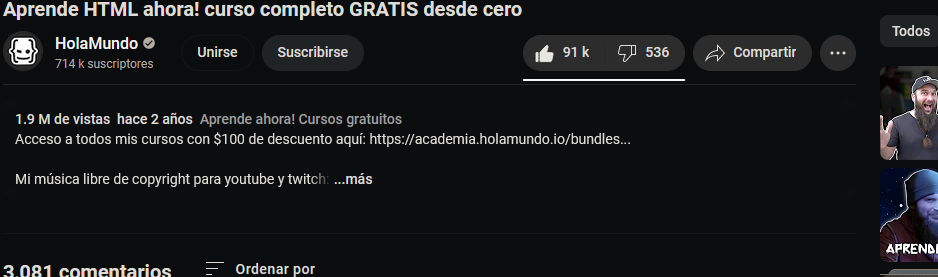 Aprende HTML ahora! curso completo GRATIS desde cero
HolaMundo
714 k suscriptores
Unirse
Suscribirse
91 k
536
Compartir
Todos
1.9 M de vistas hace 2 años Aprende ahora! Cursos gratuitos
Acceso a todos mis cursos con $100 de descuento aquí: https://academia.holamundo.io/bundles...
Mi música libre de copyright para youtube y twitch: ...más
APREND
3.081 comentarios
Ordenar por